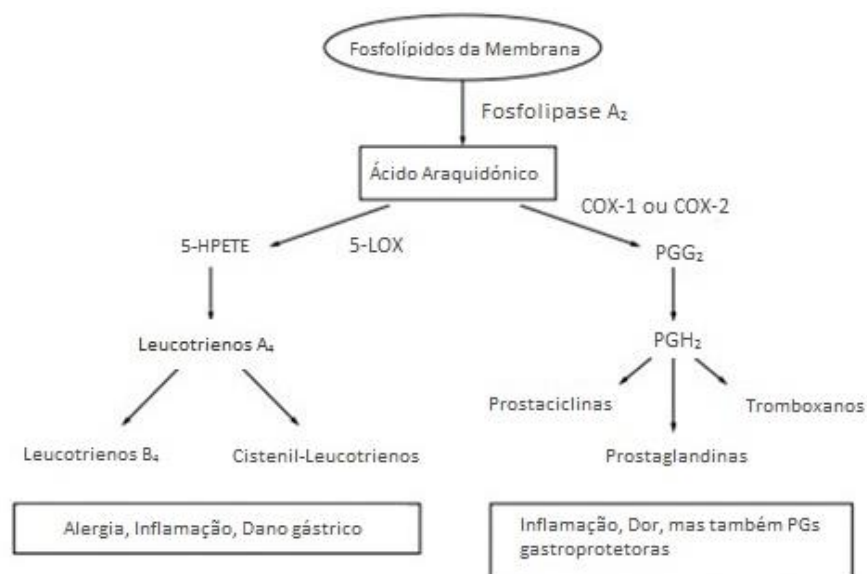 Fosfolípidos da Membrana
Fosfolipase A₂
Ácido Araquidónico
COX-1 ou COX-2
5-HPETE
5-LOX
PGG₂
Leucotrienos A₄
PGH₂
Prostaciclinas
Tromboxanos
Leucotrienos B₄
Cistenil-Leucotrienos
Prostaglandinas
Alergia, Inflamação, Dano gástrico
Inflamação, Dor, mas também PGs
gastroprotetoras